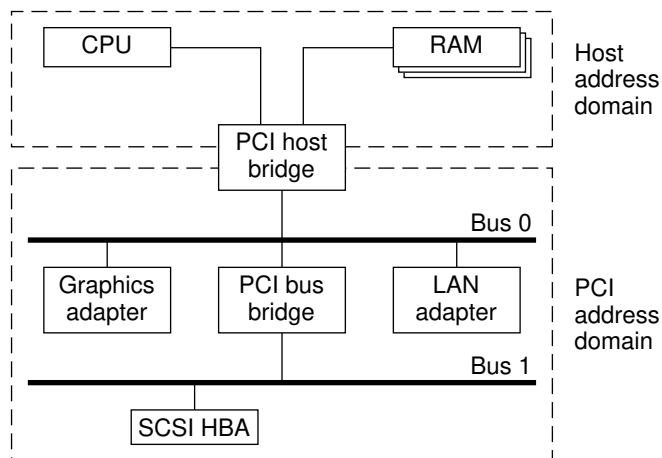 CPU
RAM
Host
address
domain
PCI host
bridge
Bus 0
Graphics
adapter
PCI bus
bridge
LAN
adapter
PCI
address
domain
Bus 1
SCSI HBA